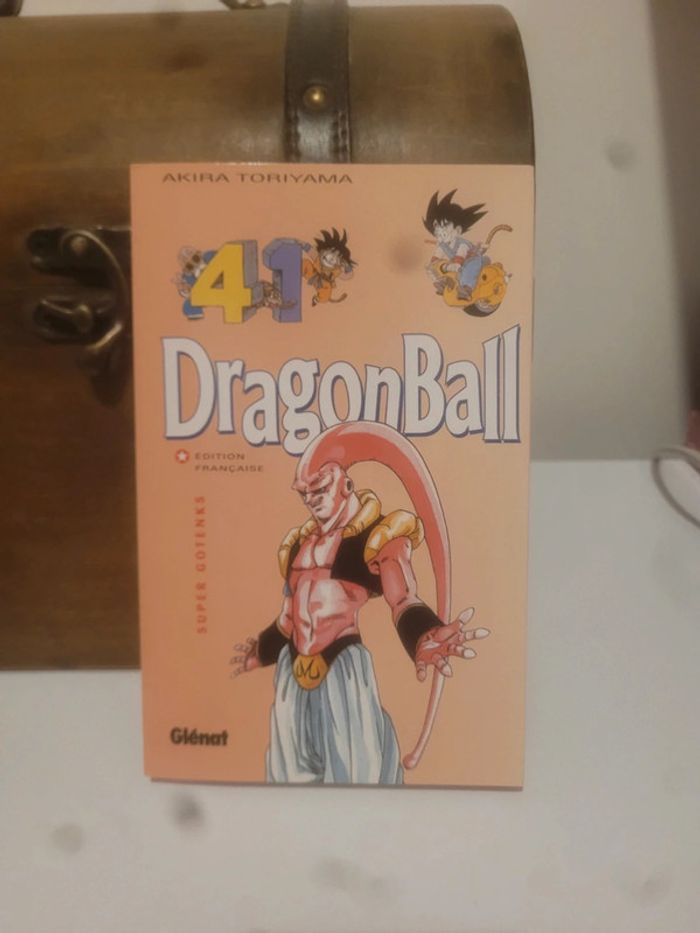 AKIRA TORIYAMA
41
DragonBall
EDITION
FRANÇAISE
SUPER GOTENKS
M
Glénat